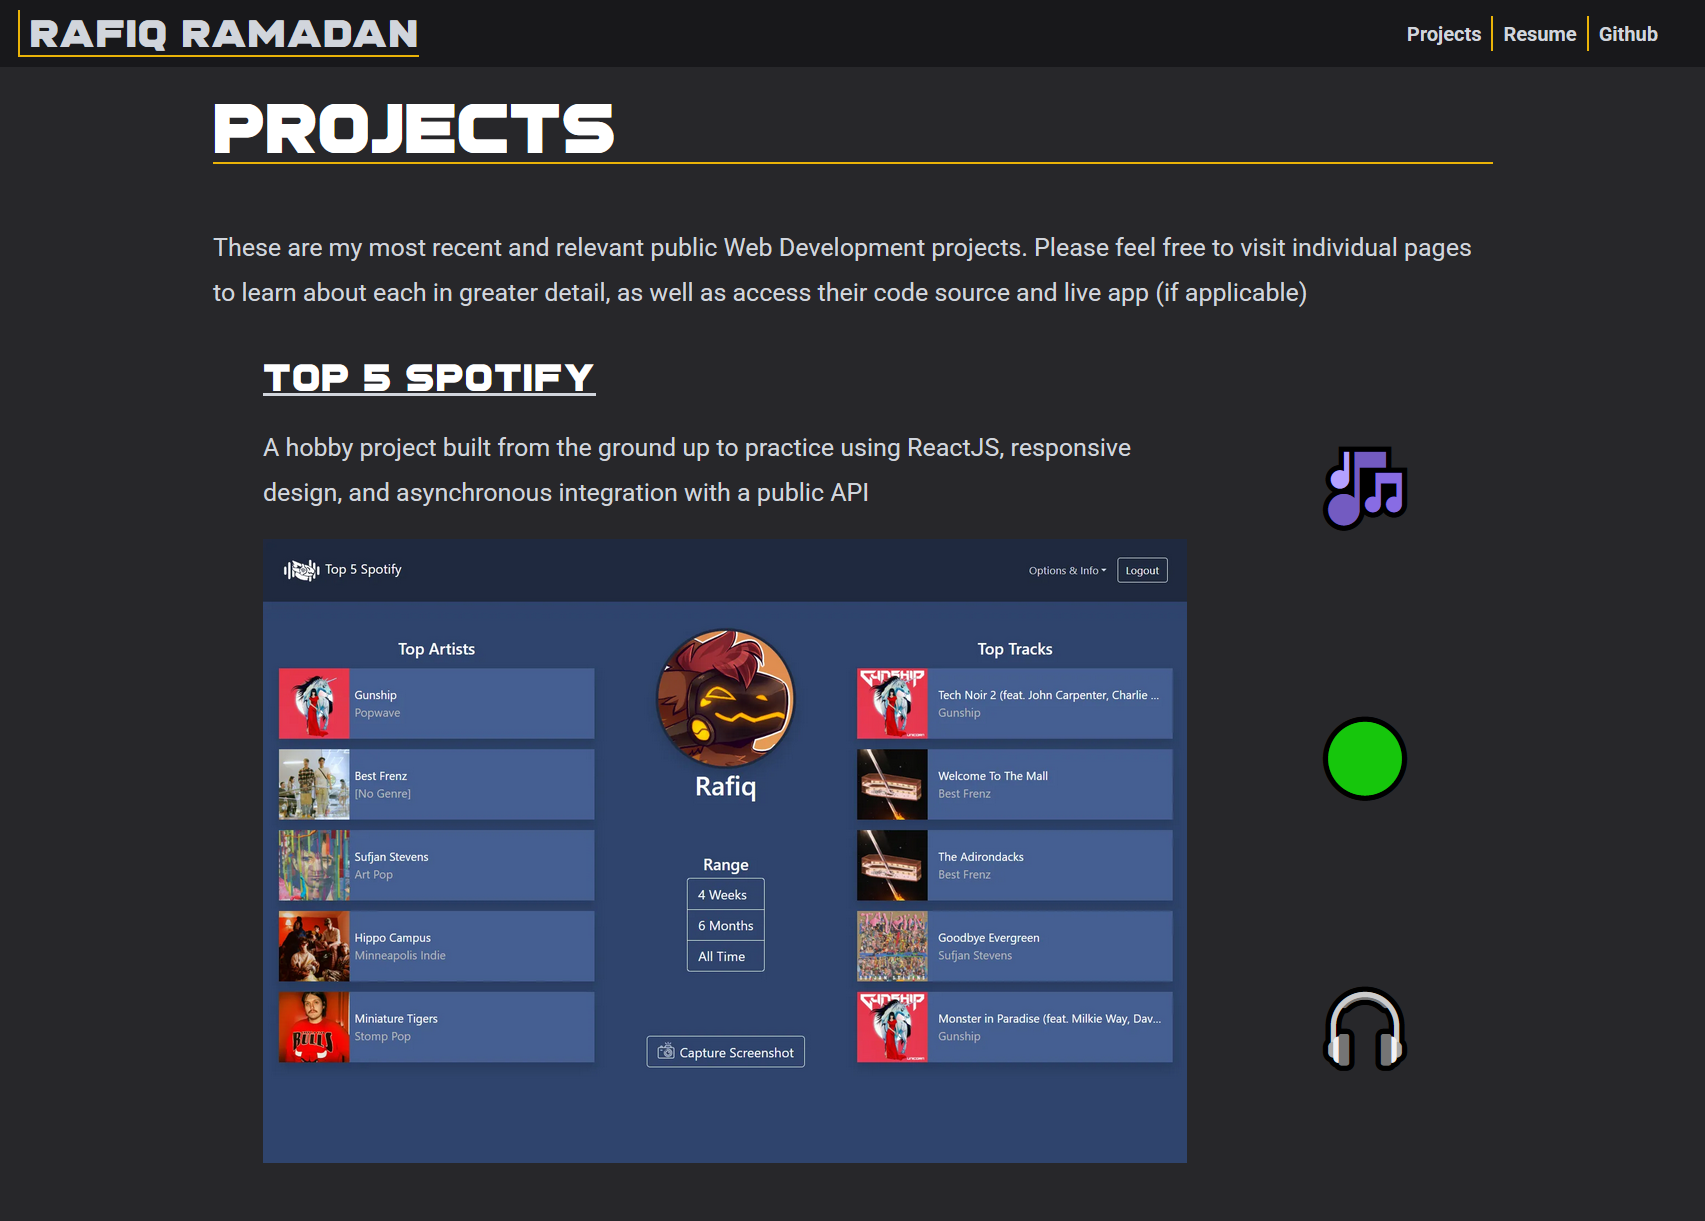 RAFIQ RAMADAN
Projects
Resume
Github
PROJECTS
These are my most recent and relevant public Web Development projects. Please feel free to visit individual pages
to learn about each in greater detail, as well as access their code source and live app (if applicable)
TOP 5 SPOTIFY
A hobby project built from the ground up to practice using ReactJS, responsive
design, and asynchronous integration with a public API
Top 5 Spotify
Options & Info
Logout
Top Artists
Gunship
Popwave
Best Frenz
[No Genre]
Sufjan Stevens
Art Pop
Hippo Campus
Minneapolis Indie
BULLS
Miniature Tigers
Stomp Pop
Rafiq
Range
4 Weeks
6 Months
All Time
Capture Screenshot
Top Tracks
GUNSHIP
Tech Noir 2 (feat. John Carpenter, Charlie ...
Gunship
Welcome To The Mall
Best Frenz
The Adirondacks
Best Frenz
Goodbye Evergreen
Sufjan Stevens
GUNSHIP
Monster in Paradise (feat. Milkie Way, Dav...
Gunship